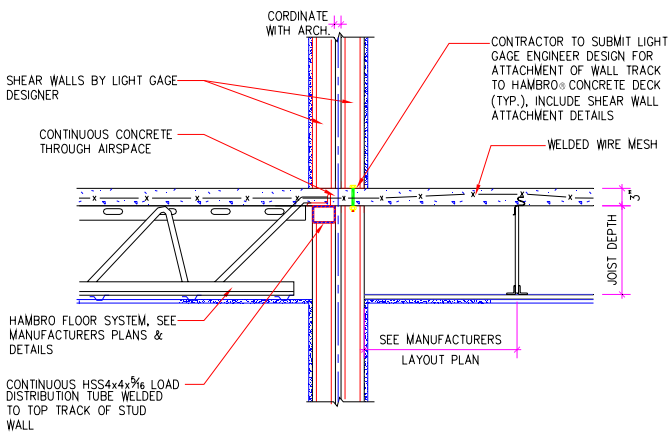 CORDINATE
WITH ARCH.
CONTRACTOR TO SUBMIT LIGHT
GAGE ENGINEER DESIGN FOR
ATTACHMENT OF WALL TRACK
TO HAMBRO® CONCRETE DECK
(TYP.), INCLUDE SHEAR WALL
ATTACHMENT DETAILS
SHEAR WALLS BY LIGHT GAGE
DESIGNER
CONTINUOUS CONCRETE
THROUGH AIRSPACE
WELDED WIRE MESH
3"
JOIST DEPTH
HAMBRO FLOOR SYSTEM, SEE
MANUFACTURERS PLANS &
DETAILS
SEE MANUFACTURERS
LAYOUT PLAN
CONTINUOUS HSS4x4x5/16 LOAD
DISTRIBUTION TUBE WELDED
TO TOP TRACK OF STUD
WALL